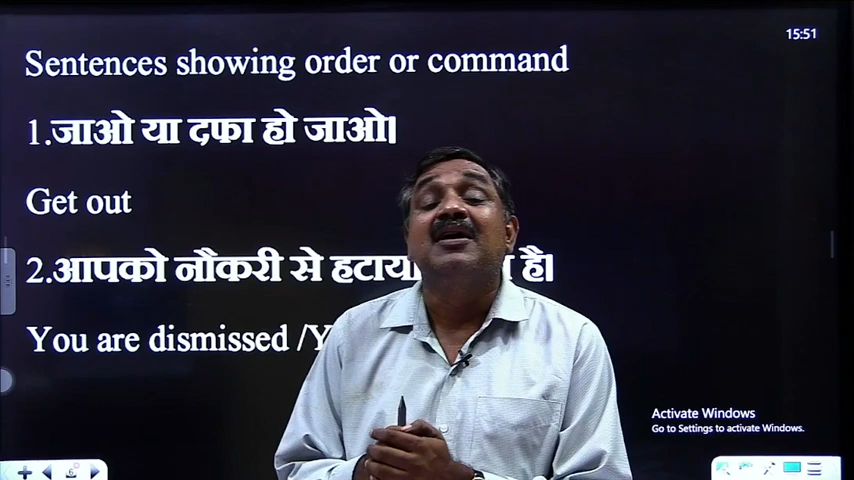 15:51
Sentences showing order or command
1.जाओ या दफा हो जाओ।
Get out
2.आपको नौकरी से हटाया है।
You are dismissed /Y
Activate Windows
Go to Settings to activate Windows.
6